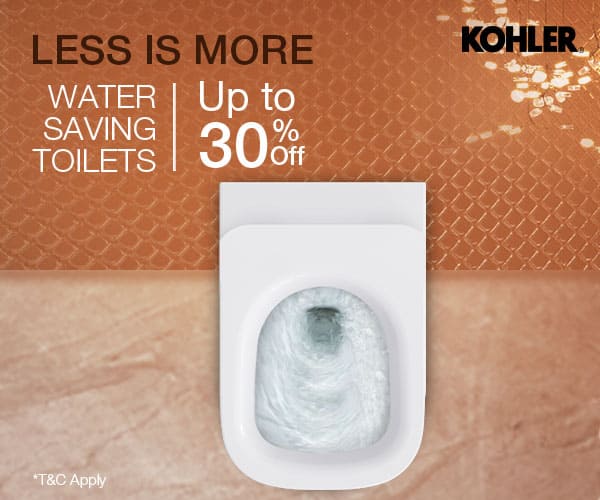 LESS IS MORE
KOHLER®
WATER
SAVING
TOILETS
Up to
30%
Off
*T&C Apply